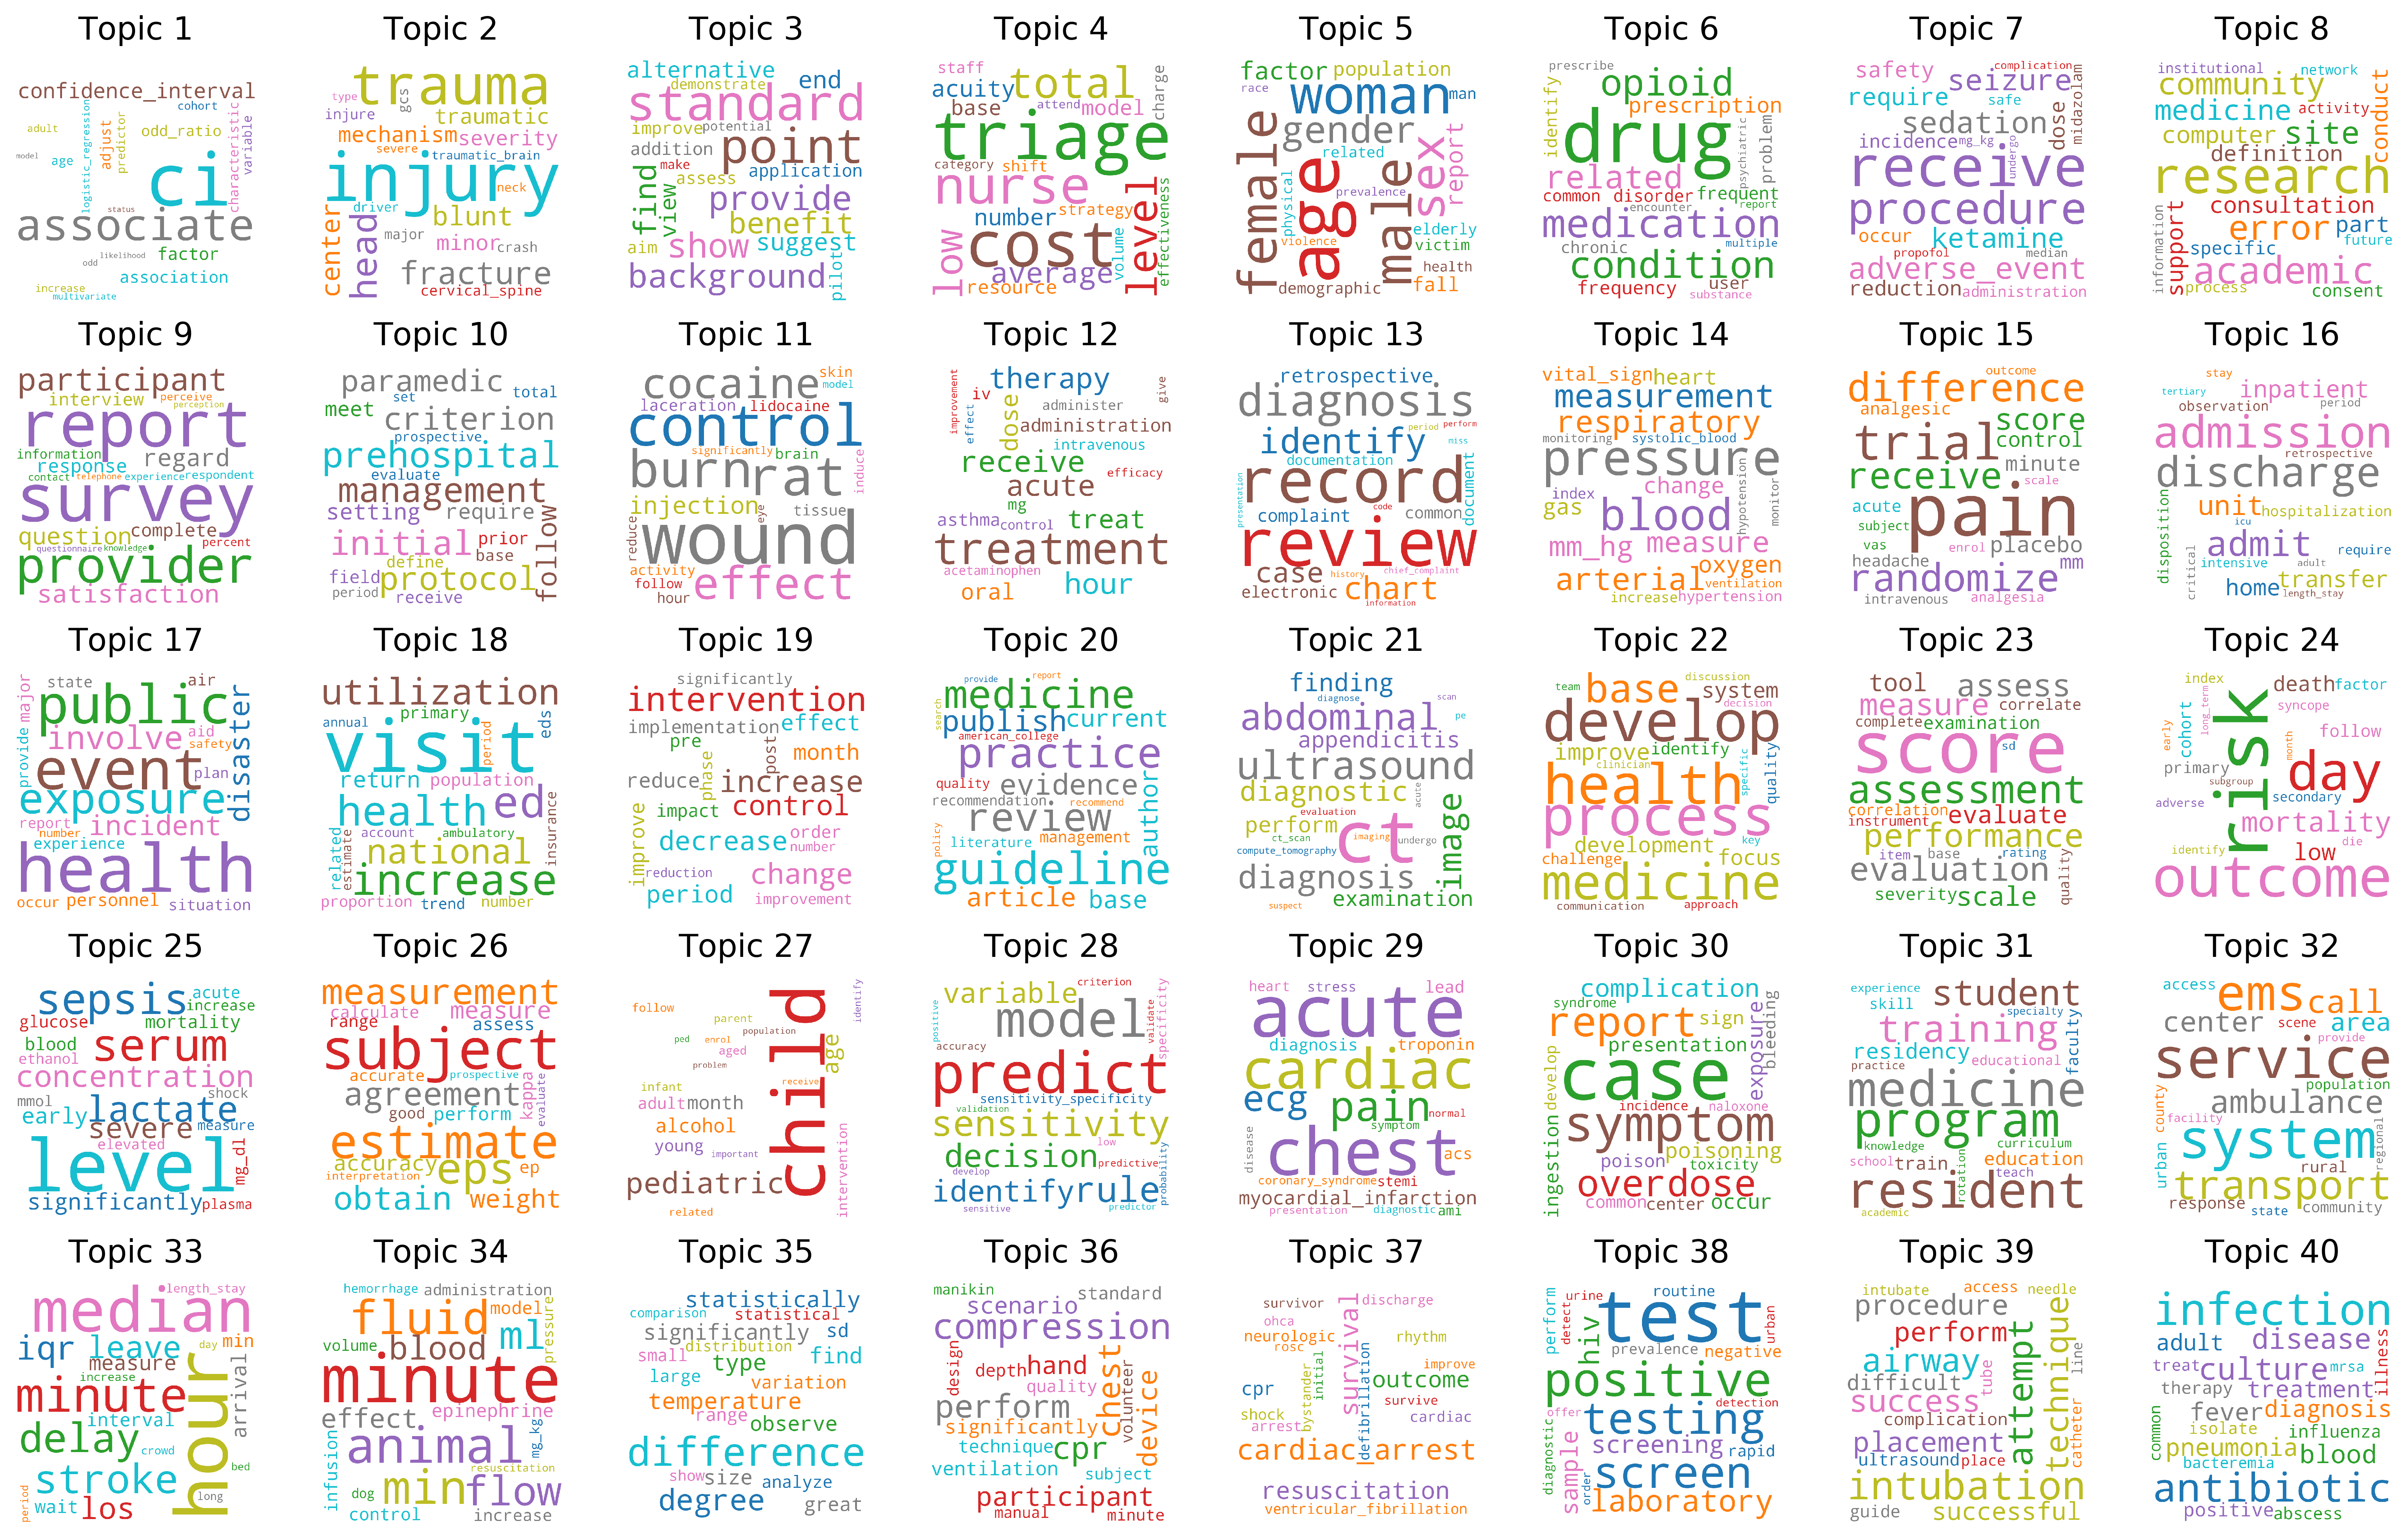 Topic 1
confidence_interval
cohort
adult
logistic_regression
adjust
predictor
odd_ratio
characteristic
variable
model
age
ci
status
associate
likelihood
odd
factor
association
increase
multivariate
Topic 2
trauma
type
gcs
injure
traumatic
mechanism
severity
severe
traumatic_brain
injury
neck
driver
center
head
blunt
major
minor
crash
fracture
cervical_spine
Topic 3
alternative
demonstrate
end
standard
improve
potential
addition
point
make
find
view
assess
application
provide
benefit
aim
show
suggest
background
pilot
Topic 4
staff
total
acuity
charge
base
attend
model
triage
category
shift
nurse
level
number
strategy
effectiveness
low
cost
volume
average
resource
Topic 5
factor
population
race
woman
man
female
gender
age
related
male
sex
report
physical
prevalence
violence
elderly
victim
health
demographic
fall
Topic 6
prescribe
identify
opioid
prescription
drug
psychiatric
problem
related
common
disorder
frequent
encounter
report
medication
chronic
multiple
condition
frequency
user
substance
Topic 7
complication
safety
seizure
require
safe
dose
midazolam
sedation
incidence
mg_kg
undergo
receive
procedure
occur
ketamine
propofol
median
adverse_event
reduction
administration
Topic 8
institutional
network
community
conduct
medicine
activity
computer
site
definition
research
consultation
information
support
error
part
specific
future
academic
process
consent
Topic 9
participant
interview
perceive
perception
report
information
response
regard
contact
telephone
experience
respondent
survey
question
complete
questionnaire
knowledge
percent
provider
satisfaction
Topic 10
paramedic
total
set
meet
criterion
prospective
prehospital
evaluate
management
setting
require
follow
initial
prior
define
base
field
protocol
period
receive
Topic 11
cocaine
skin
model
laceration
lidocaine
control
significantly
brain
induce
burn
rat
injection
eye
tissue
reduce
wound
activity
follow
effect
hour
Topic 12
improvement
therapy
iv
give
effect
dose
administer
administration
intravenous
receive
efficacy
acute
mg
asthma
control
treat
treatment
acetaminophen
hour
oral
Topic 13
retrospective
diagnosis
period
perform
identify
miss
documentation
document
presentation
record
code
complaint
common
review
case
history
chief_complaint
electronic
chart
information
Topic 14
vital_sign
heart
measurement
respiratory
monitoring
systolic_blood
pressure
hypotension
monitor
index
change
gas
blood
mm_hg
measure
oxygen
arterial
ventilation
increase
hypertension
Topic 15
outcome
difference
analgesic
score
trial
control
receive
minute
scale
acute
pain
subject
vas
enrol
placebo
headache
mm
randomize
intravenous
analgesia
Topic 16
stay
tertiary
inpatient
observation
period
admission
retrospective
discharge
disposition
unit
hospitalization
icu
admit
require
critical
intensive
adult
transfer
home
length_stay
Topic 17
major
state
air
public
disaster
involve
aid
safety
provide
event
plan
exposure
report
incident
number
experience
health
occur
personnel
situation
Topic 18
utilization
primary
annual
eds
visit
period
return
population
health
ed
insurance
related
estimate
account
ambulatory
national
increase
proportion
trend
number
Topic 19
significantly
intervention
implementation
effect
pre
post
month
phase
reduce
increase
impact
control
improve
decrease
order
number
reduction
change
period
improvement
Topic 20
provide
report
search
medicine
publish
current
american_college
practice
quality
evidence
author
recommendation
recommend
review
policy
literature
management
guideline
article
base
Topic 21
finding
diagnose
scan
abdominal
pe
appendicitis
ultrasound
diagnostic
acute
image
evaluation
perform
ct_scan
ct
imaging
undergo
compute_tomography
diagnosis
suspect
examination
Topic 22
team
discussion
base
system
decision
develop
improve
identify
clinician
specific
quality
health
process
development
key
challenge
focus
medicine
communication
approach
Topic 23
tool
assess
measure
correlate
complete
examination
score
sd
assessment
correlation
instrument
evaluate
performance
item
base
rating
evaluation
quality
severity
scale
Topic 24
index
death
factor
long_term
syncope
early
cohort
risk
follow
month
primary
day
subgroup
adverse
secondary
mortality
identify
low
die
outcome
Topic 25
sepsis
acute
increase
glucose
mortality
blood
serum
ethanol
concentration
mmol
shock
early
lactate
severe
measure
elevated
level
mg_dl
significantly
plasma
Topic 26
measurement
calculate
measure
range
assess
subject
accurate
prospective
agreement
kappa
evaluate
good
perform
estimate
accuracy
eps
ep
interpretation
obtain
weight
Topic 27
identify
follow
parent
population
child
ped
enrol
age
aged
problem
infant
receive
adult
month
alcohol
young
important
intervention
pediatric
related
Topic 28
criterion
variable
positive
model
validate
specificity
accuracy
predict
sensitivity_specificity
validation
sensitivity
low
decision
predictive
probability
develop
identify
rule
sensitive
predictor
Topic 29
heart
stress
lead
acute
diagnosis
troponin
cardiac
ecg
pain
normal
symptom
disease
chest
acs
coronary_syndrome
stemi
myocardial_infarction
presentation
diagnostic
ami
Topic 30
complication
syndrome
report
sign
exposure
bleeding
develop
presentation
case
incidence
naloxone
symptom
poisoning
poison
toxicity
ingestion
overdose
common
center
occur
Topic 31
experience
student
skill
specialty
training
faculty
residency
educational
practice
medicine
program
knowledge
curriculum
school
train
rotation
education
teach
resident
academic
Topic 32
access
ems
call
center
scene
area
provide
service
population
county
ambulance
facility
system
regional
urban
rural
transport
response
state
community
Topic 33
length_stay
median
iqr
leave
day
min
measure
arrival
increase
minute
hour
interval
delay
crowd
stroke
bed
long
period
wait
los
Topic 34
hemorrhage
administration
fluid
model
pressure
volume
blood
ml
minute
effect
epinephrine
infusion
animal
mg_kg
resuscitation
dog
min
flow
control
increase
Topic 35
statistically
comparison
statistical
significantly
sd
distribution
small
type
find
large
variation
temperature
range
observe
difference
show
size
analyze
degree
great
Topic 36
manikin
standard
scenario
compression
design
depth
hand
chest
quality
volunteer
device
perform
significantly
technique
cpr
ventilation
subject
participant
manual
minute
Topic 37
survivor
survival
discharge
ohca
neurologic
rhythm
rosc
bystander
initial
defibrillation
improve
outcome
cpr
survive
shock
arrest
cardiac
cardiac_arrest
resuscitation
ventricular_fibrillation
Topic 38
perform
detect
urine
routine
hiv
test
urban
prevalence
negative
positive
detection
offer
testing
diagnostic
sample
screening
rapid
order
screen
laboratory
Topic 39
intubate
access
needle
procedure
perform
attempt
technique
line
airway
tube
difficult
success
complication
catheter
placement
ultrasound
place
intubation
guide
successful
Topic 40
infection
adult
disease
illness
treat
culture
mrsa
therapy
treatment
common
fever
diagnosis
isolate
influenza
pneumonia
blood
bacteremia
antibiotic
positive
abscess